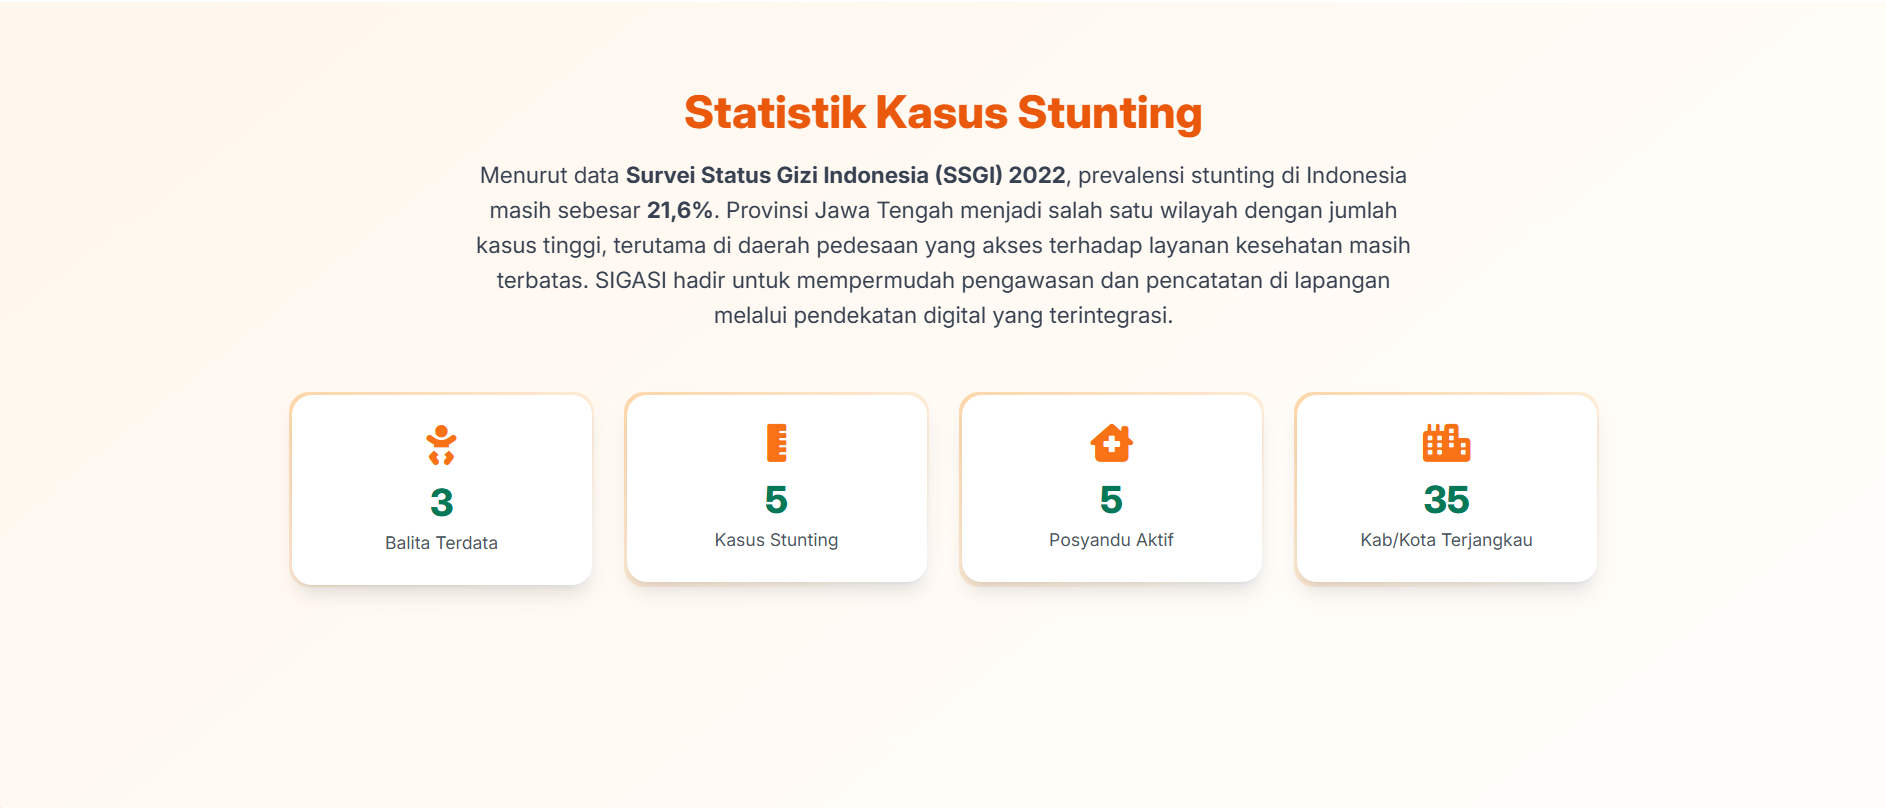 Statistik Kasus Stunting
Menurut data Survei Status Gizi Indonesia (SSGI) 2022, prevalensi stunting di Indonesia
masih sebesar 21,6%. Provinsi Jawa Tengah menjadi salah satu wilayah dengan jumlah
kasus tinggi, terutama di daerah pedesaan yang akses terhadap layanan kesehatan masih
terbatas. SIGASI hadir untuk mempermudah pengawasan dan pencatatan di lapangan
melalui pendekatan digital yang terintegrasi.
3
Balita Terdata
5
Kasus Stunting
5
Posyandu Aktif
35
Kab/Kota Terjangkau